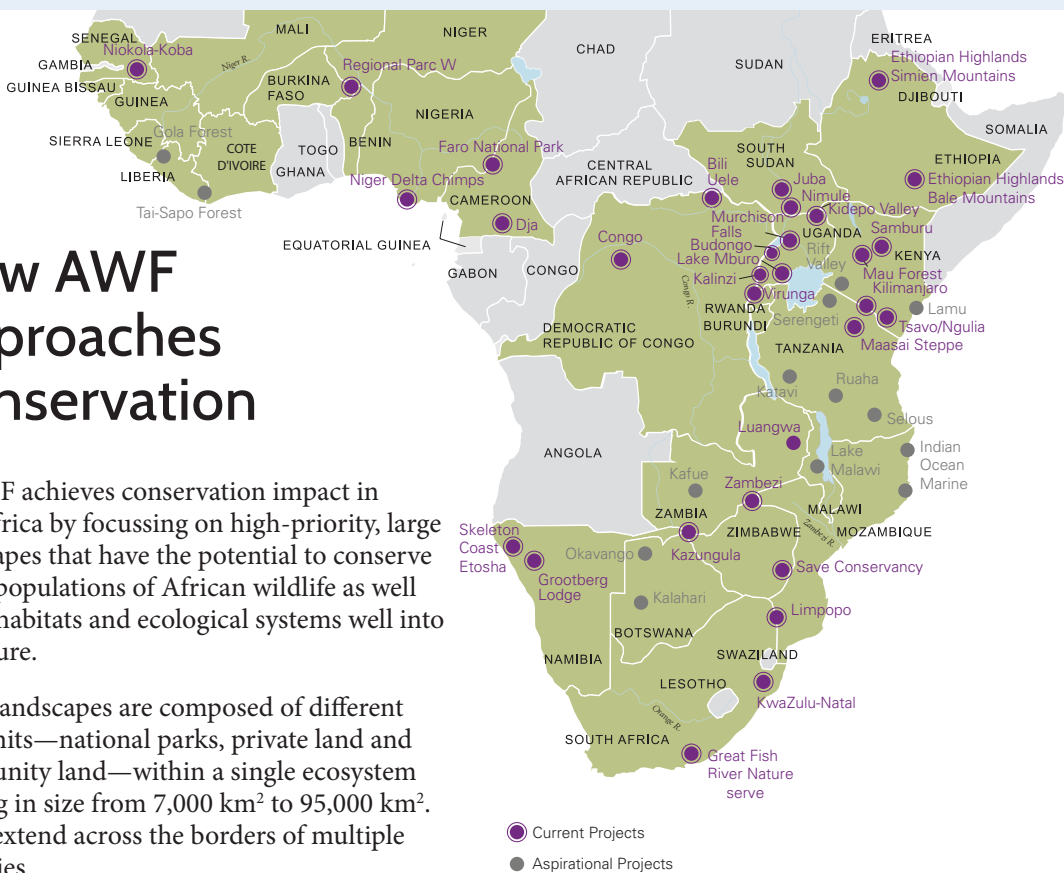 SENEGAL
Niokola-Koba
GAMBIA
GUINEA BISSAU
GUINEA
SIERRA LEONE
Gola Forest
LIBERIA
Tai-Sapo Forest
MALI
Niger R.
BURKINA
FASO
COTE
D'IVOIRE
TOGO
GHANA
BENIN
NIGER
Regional Parc W
NIGERIA
Faro National Park
Niger Delta Chimps
CAMEROON
Dja
EQUATORIAL GUINEA
GABON
CONGO
CHAD
SUDAN
CENTRAL
AFRICAN REPUBLIC
ERITREA
Ethiopian Highlands
Simien Mountains
DJIBOUTI
SOMALIA
ETHIOPIA
Ethiopian Highlands
Bale Mountains
SOUTH
SUDAN
Bili
Uele
Juba
Nimule
Kidepo Valley
Murchison
Falls
UGANDA
Samburu
Budongo
Rift
Valley
KENYA
Lake Mburo
Mau Forest
Kalinzi
Kilimanjaro
Virunga
RWANDA
BURUNDI
Serengeti
Lamu
Tsavo/Ngulia
Maasai Steppe
Congo
Congo R.
DEMOCRATIC
REPUBLIC OF CONGO
TANZANIA
Katavi
Ruaha
Selous
Luangwa
Lake
Malawi
Indian
Ocean
Marine
ANGOLA
Kafue
Zambezi
ZAMBIA
MALAWI
Kazungula
ZIMBABWE
Zambezi R.
MOZAMBIQUE
Skeleton
Coast
Etosha
Grootberg
Lodge
Okavango
Kalahari
Save Conservancy
Limpopo
BOTSWANA
NAMIBIA
SWAZILAND
LESOTHO
KwaZulu-Natal
Orange R.
SOUTH AFRICA
Great Fish
River Nature
serve
Current Projects
Aspirational Projects
w AWF
proaches
nservation
F achieves conservation impact in
frica by focussing on high-priority, large
apes that have the potential to conserve
populations of African wildlife as well
habitats and ecological systems well into
ure.
andscapes are composed of different
nits—national parks, private land and
unity land—within a single ecosystem
g in size from 7,000 km² to 95,000 km².
extend across the borders of multiple
ies.